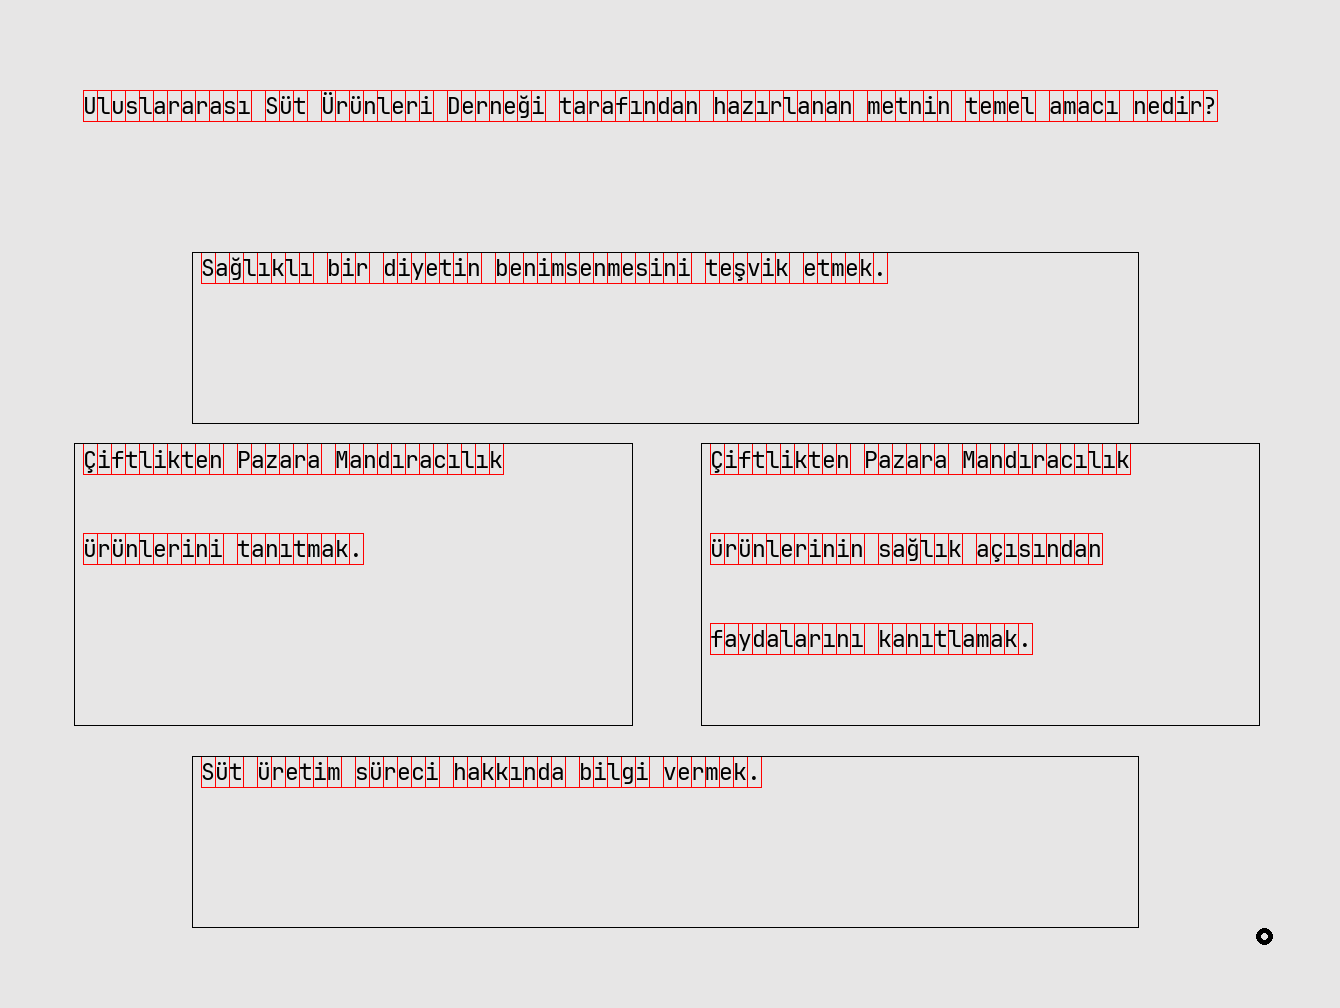 Uluslararası Süt Ürünleri Derneği tarafından hazırlanan metnin temel amacı nedir?
Sağlıklı bir diyetin benimsenmesini teşvik etmek.
Çiftlikten Pazara Mandıracılık
ürünlerini tanıtmak.
Çiftlikten Pazara Mandıracılık
ürünlerinin sağlık açısından
faydalarını kanıtlamak.
Süt üretim süreci hakkında bilgi vermek.